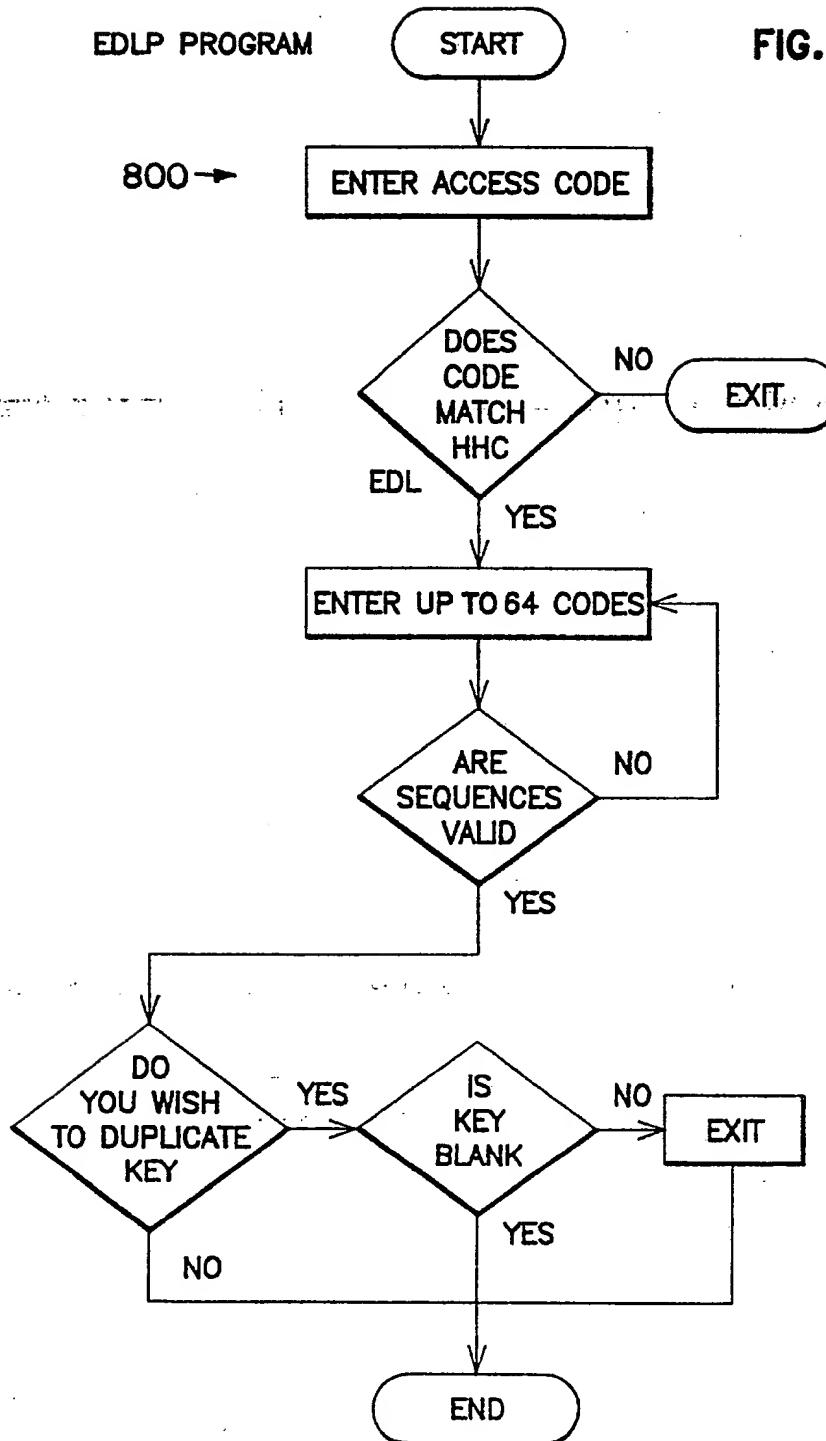 EDLP PROGRAM
START
FIG.
800
ENTER ACCESS CODE
DOES
CODE
MATCH
HHC
NO
EXIT
EDL
YES
ENTER UP TO 64 CODES
ARE
SEQUENCES
VALID
NO
YES
DO
YOU WISH
TO DUPLICATE
KEY
YES
IS
KEY
BLANK
NO
EXIT
NO
YES
END